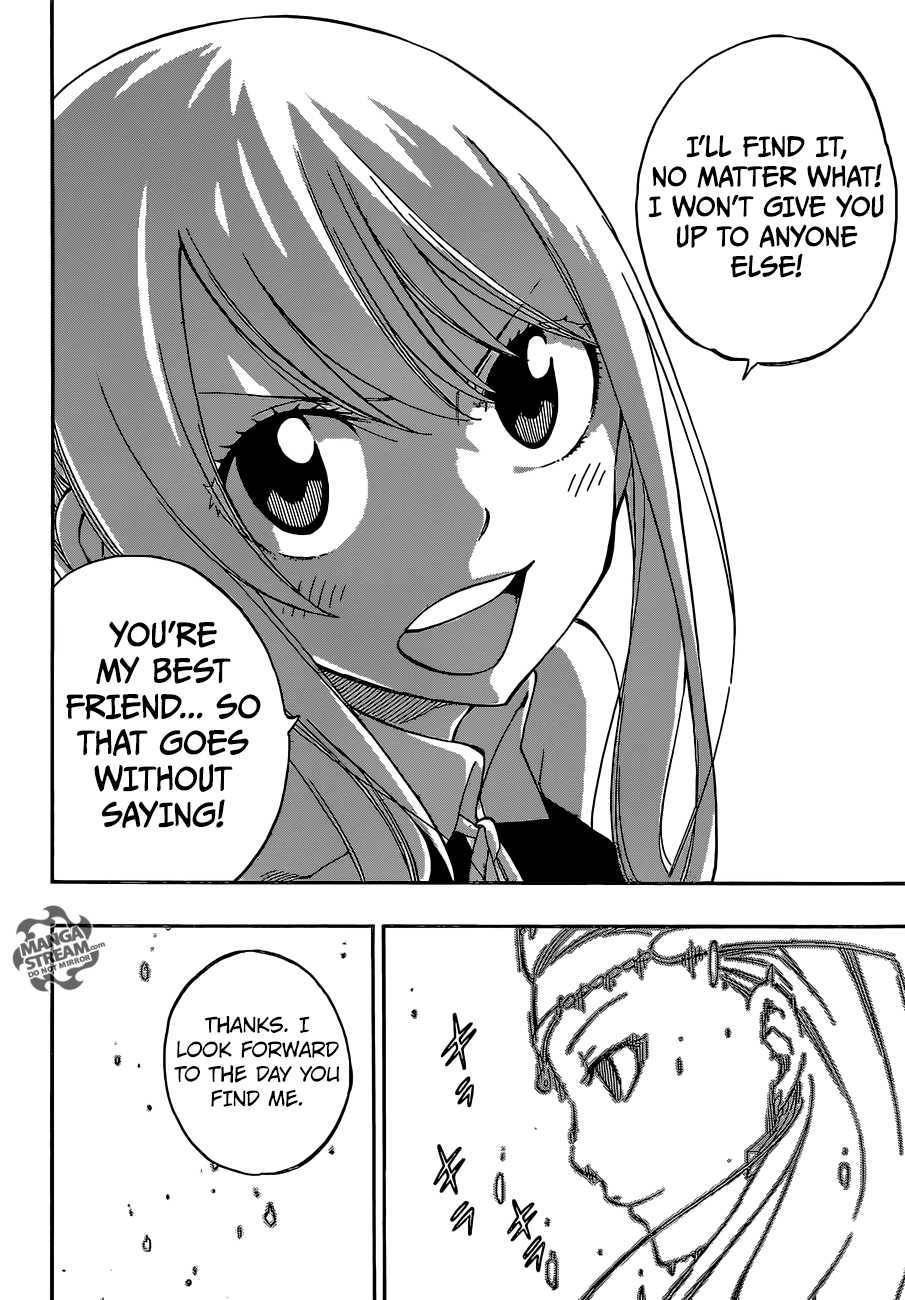 I'LL FIND IT,
NO MATTER WHAT!
I WON'T GIVE YOU
UP TO ANYONE
ELSE!
YOU'RE
MY BEST
FRIEND... SO
THAT GOES
WITHOUT
SAYING!
MANGA
STREAM.com
DO NOT MIRROR
THANKS. I
LOOK FORWARD
TO THE DAY YOU
FIND ME.